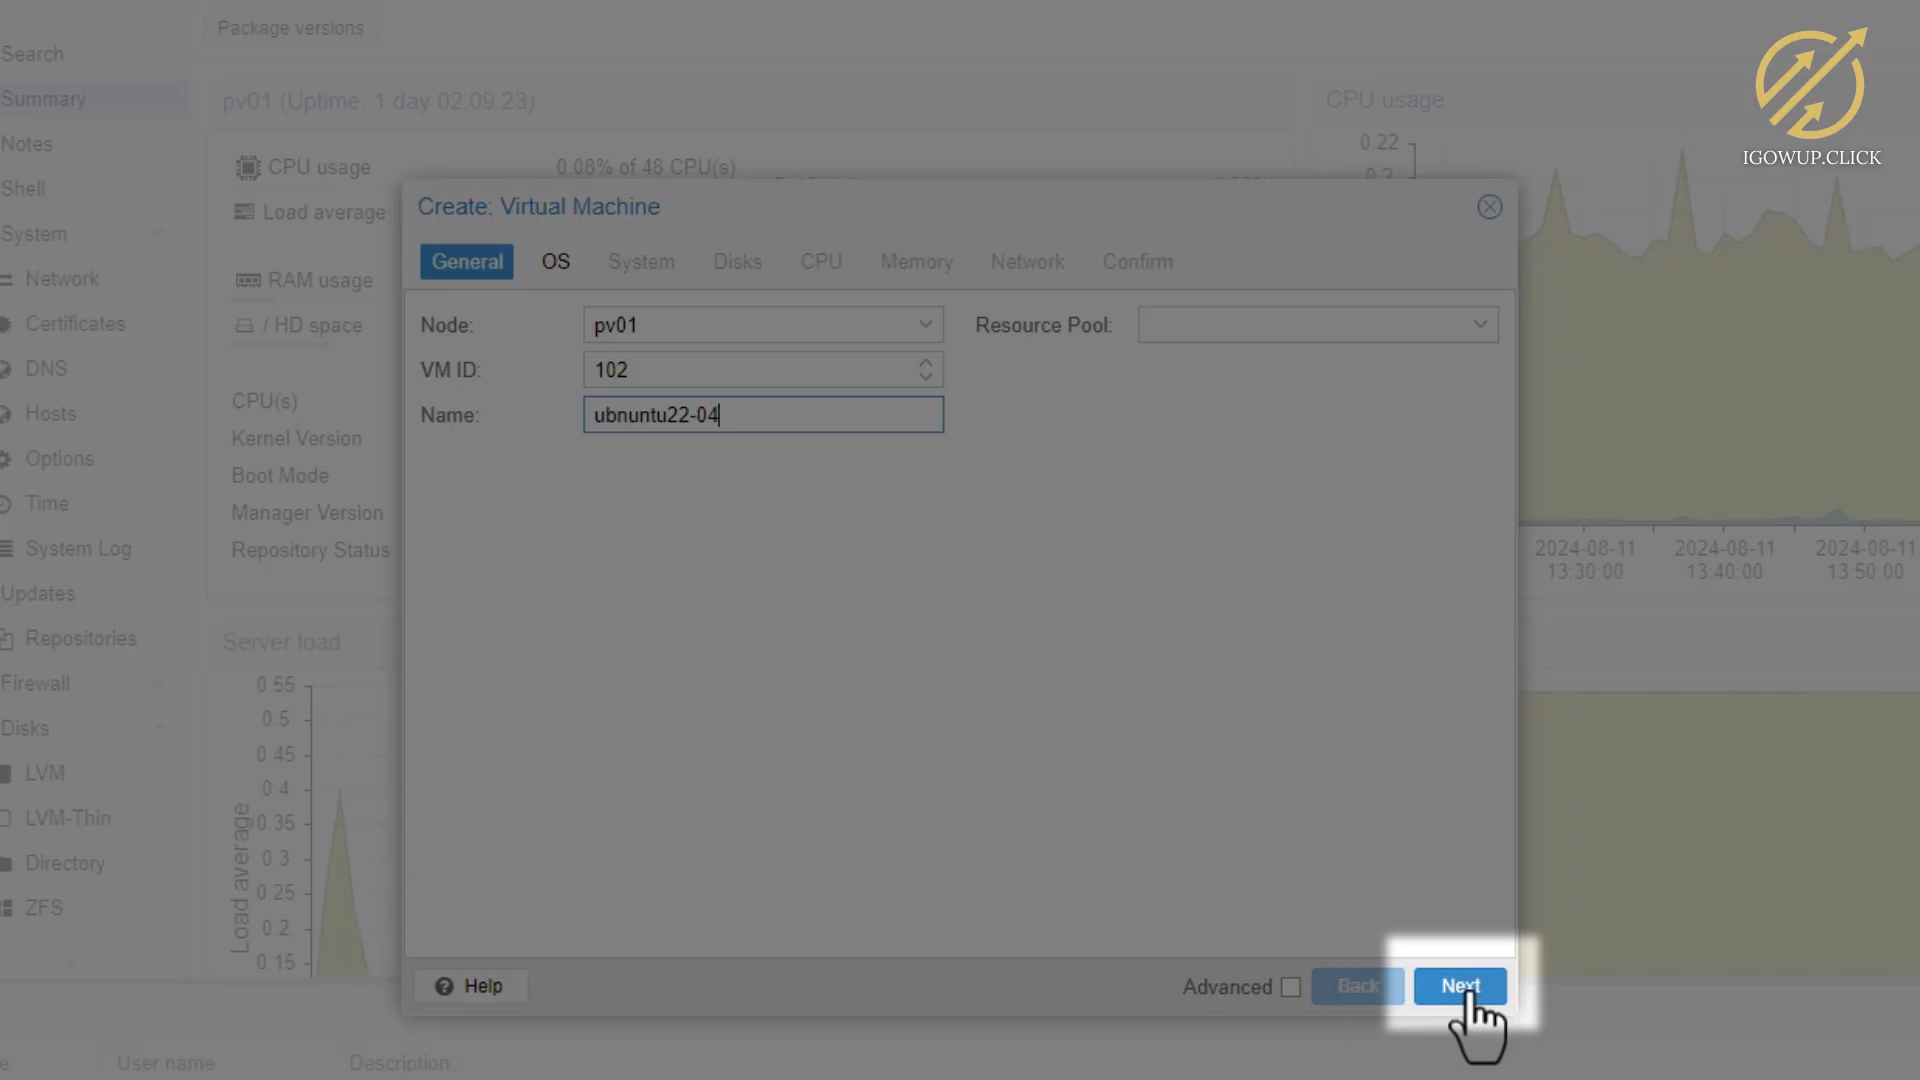 Package versions
Search
Summary
Notes
Shell
System
Network
Certificates
DNS
Hosts
Options
Time
System Log
Updates
Repositories
Firewall
Disks
LVM
LVM-Thin
Directory
ZFS
pv01 (Uptime: 1 day 02:09:23)
CPU usage
0.08% of 48 CPU(s)
Load average
RAM usage
/ HD space
CPU(s)
Kernel Version
Boot Mode
Manager Version
Repository Status
CPU usage
0.22
0.2
IGOWUP.CLICK
Create: Virtual Machine
General OS System Disks CPU Memory Network Confirm
Node: pv01 Resource Pool:
VM ID: 102
Name: ubnuntu22-04
2024-08-11 2024-08-11 2024-08-11
13:30:00 13:40:00 13:50:00
Server load
0.55
0.5
0.45
0.4
0.35
0.3
0.25
0.2
0.15
Load average
Help Advanced Back Next
User name Description